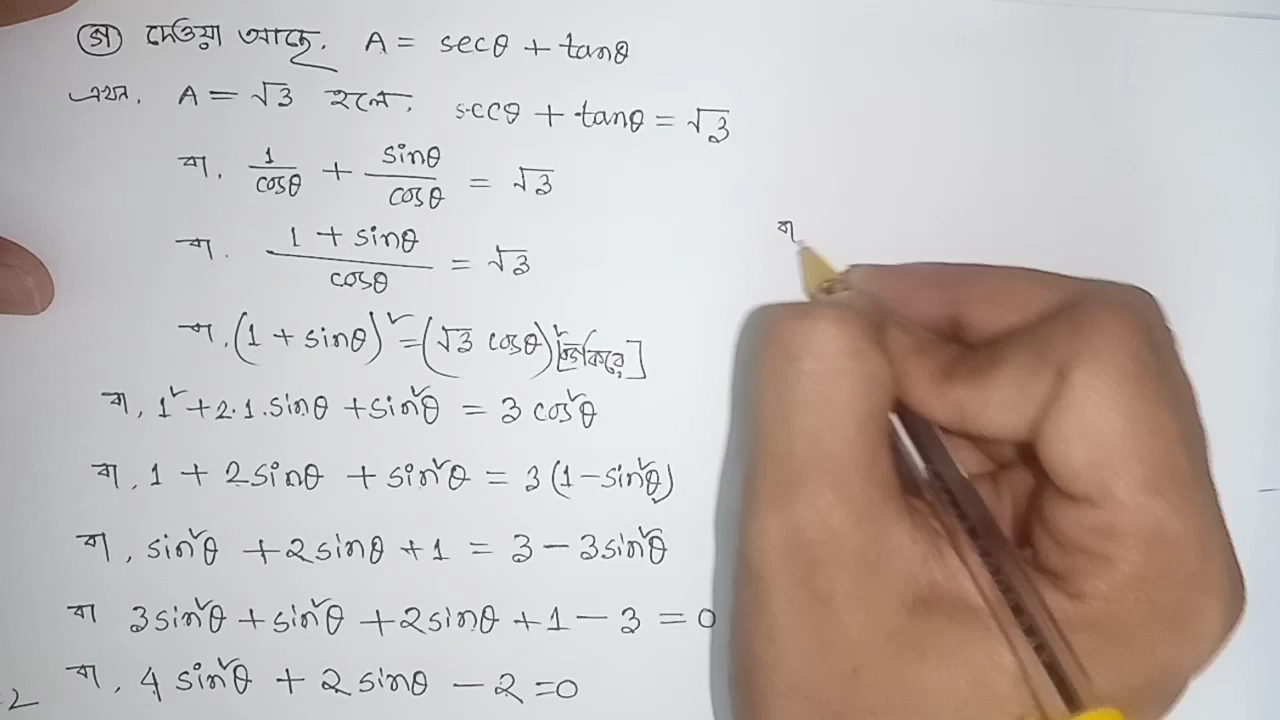 জ দেওয়া আছে, A = secθ + tanθ
এখন, A = √3 হলে, secθ + tanθ = √3
বা, 1/cosθ + sinθ/cosθ = √3
বা, (1 + sinθ)/cosθ = √3
বা, (1 + sinθ)² = (√3 cosθ)² [বর্গ করে]
বা, 1² + 2.1.sinθ + sin²θ = 3 cos²θ
বা, 1 + 2sinθ + sin²θ = 3(1 − sin²θ)
বা, sin²θ + 2sinθ + 1 = 3 − 3sin²θ
বা 3sin²θ + sin²θ + 2sinθ + 1 − 3 = 0
বা, 4 sin²θ + 2 sinθ − 2 = 0
2
বা